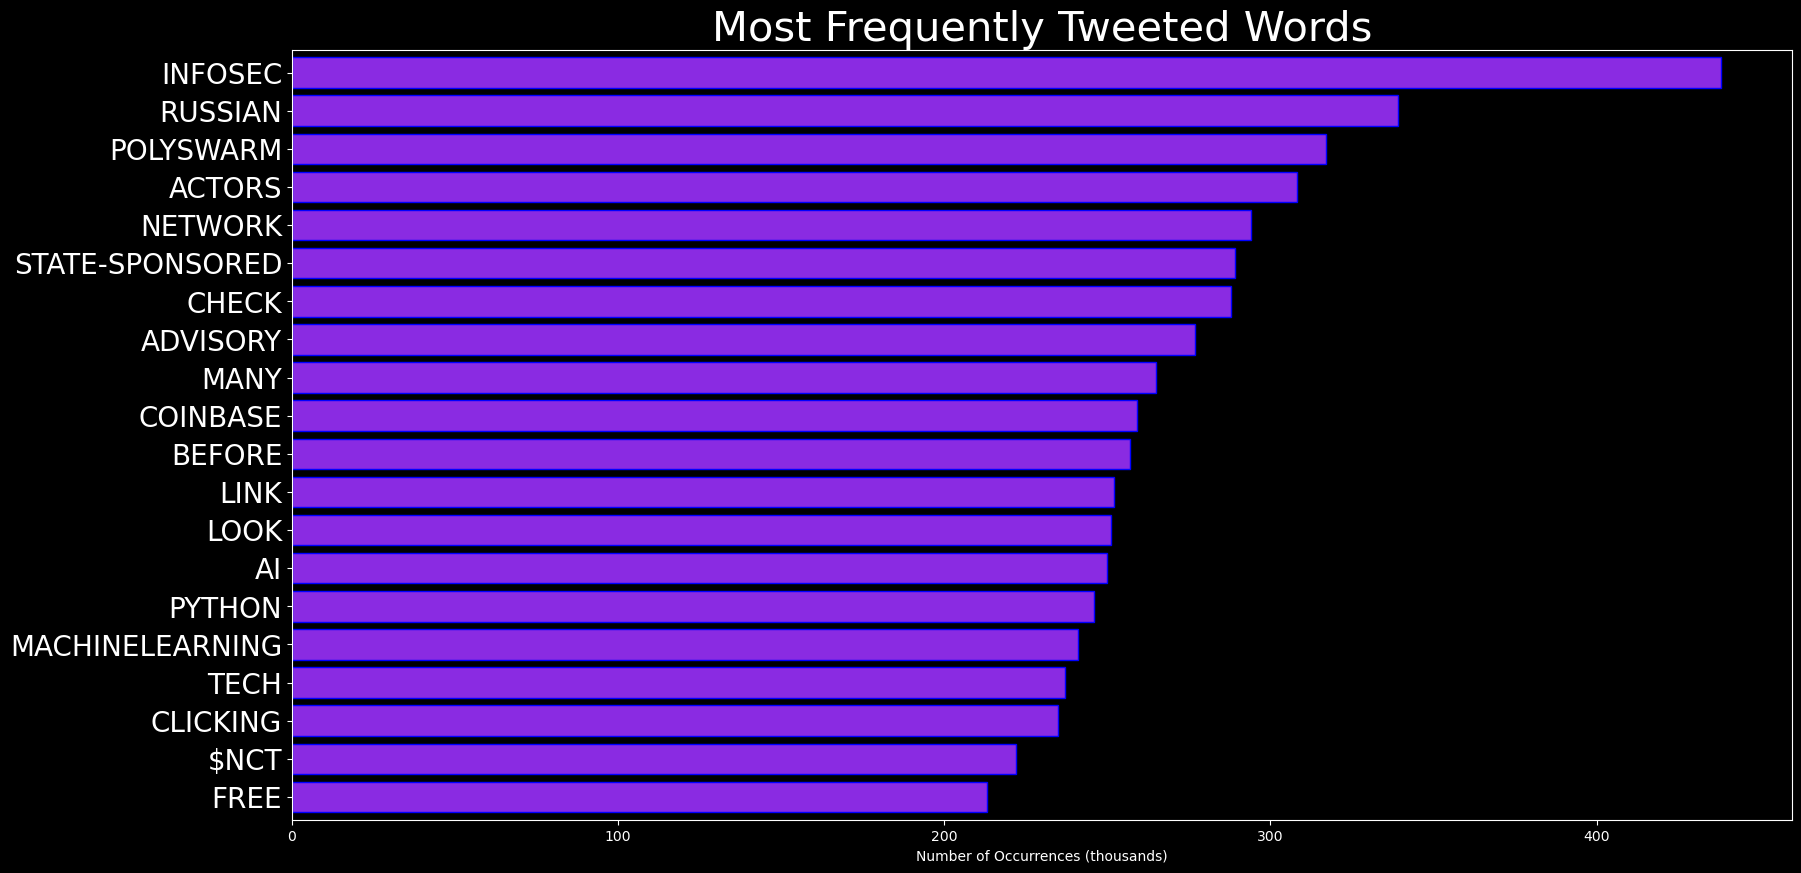 Most Frequently Tweeted Words
INFOSEC
RUSSIAN
POLYSWARM
ACTORS
NETWORK
STATE-SPONSORED
CHECK
ADVISORY
MANY
COINBASE
BEFORE
LINK
LOOK
AI
PYTHON
MACHINELEARNING
TECH
CLICKING
$NCT
FREE
0 100 200 300 400
Number of Occurrences (thousands)